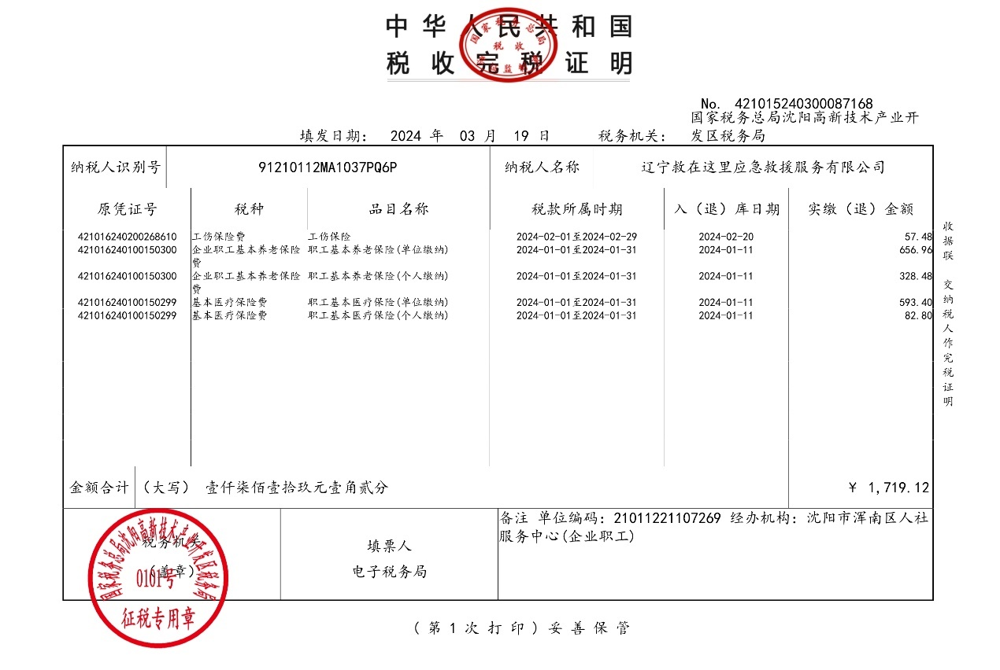 中华人民共和国
税收完税证明
国家税务总局
税收
监制
No. 421015240300087168
填发日期： 2024 年 03 月 19 日 税务机关： 国家税务总局沈阳高新技术产业开
发区税务局
纳税人识别号 91210112MA1037PQ6P 纳税人名称 辽宁救在这里应急救援服务有限公司
原凭证号 税种 品目名称 税款所属时期 入（退）库日期 实缴（退）金额
421016240200268610 工伤保险费 工伤保险 2024-02-01至2024-02-29 2024-02-20 57.48
421016240100150300 企业职工基本养老保险 职工基本养老保险(单位缴纳) 2024-01-01至2024-01-31 2024-01-11 656.96
费
421016240100150300 企业职工基本养老保险 职工基本养老保险(个人缴纳) 2024-01-01至2024-01-31 2024-01-11 328.48
费
421016240100150299 基本医疗保险费 职工基本医疗保险(单位缴纳) 2024-01-01至2024-01-31 2024-01-11 593.40
421016240100150299 基本医疗保险费 职工基本医疗保险(个人缴纳) 2024-01-01至2024-01-31 2024-01-11 82.80
收据联 交纳税人作完税证明
金额合计 （大写） 壹仟柒佰壹拾玖元壹角贰分 ¥ 1,719.12
税务机关
（盖章）
国家税务总局沈阳高新技术产业开发区税务局
0101号
征税专用章
填票人
电子税务局
备注 单位编码：21011221107269 经办机构：沈阳市浑南区人社
服务中心(企业职工)
(第1次打印)妥善保管